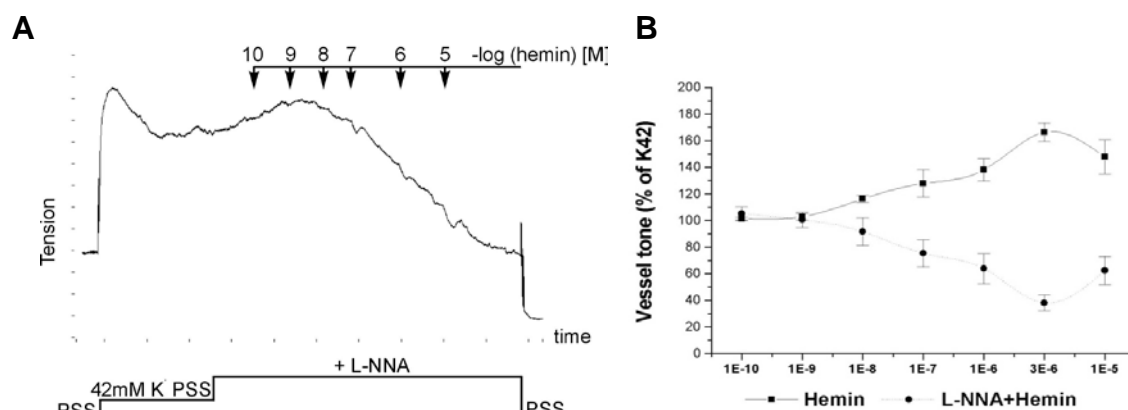 A
10 9 8 7 6 5 -log (hemin) [M]
Tension
time
+ L-NNA
42mM K PSS
PSS
PSS
B
Vessel tone (% of K42)
200
180
160
140
120
100
80
60
40
20
0
1E-10 1E-9 1E-8 1E-7 1E-6 3E-6 1E-5
Hemin L-NNA+Hemin